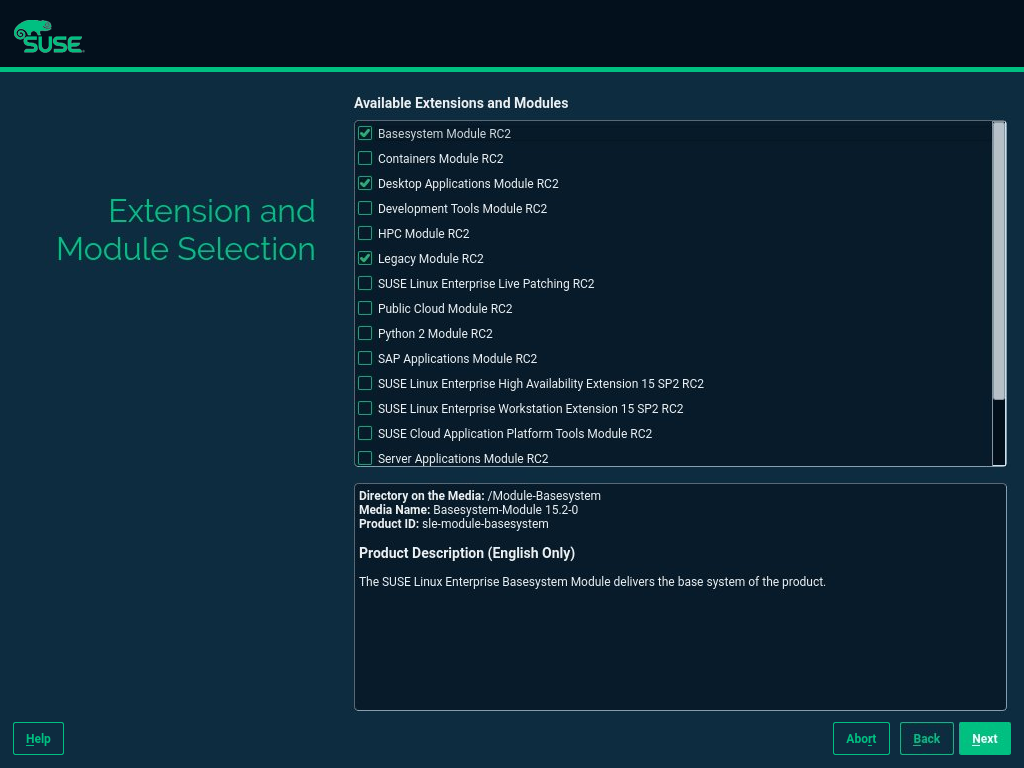 SUSE
Available Extensions and Modules
Extension and
Module Selection
Basesystem Module RC2
Containers Module RC2
Desktop Applications Module RC2
Development Tools Module RC2
HPC Module RC2
Legacy Module RC2
SUSE Linux Enterprise Live Patching RC2
Public Cloud Module RC2
Python 2 Module RC2
SAP Applications Module RC2
SUSE Linux Enterprise High Availability Extension 15 SP2 RC2
SUSE Linux Enterprise Workstation Extension 15 SP2 RC2
SUSE Cloud Application Platform Tools Module RC2
Server Applications Module RC2
Directory on the Media: /Module-Basesystem
Media Name: Basesystem-Module 15.2-0
Product ID: sle-module-basesystem
Product Description (English Only)
The SUSE Linux Enterprise Basesystem Module delivers the base system of the product.
Help
Abort
Back
Next